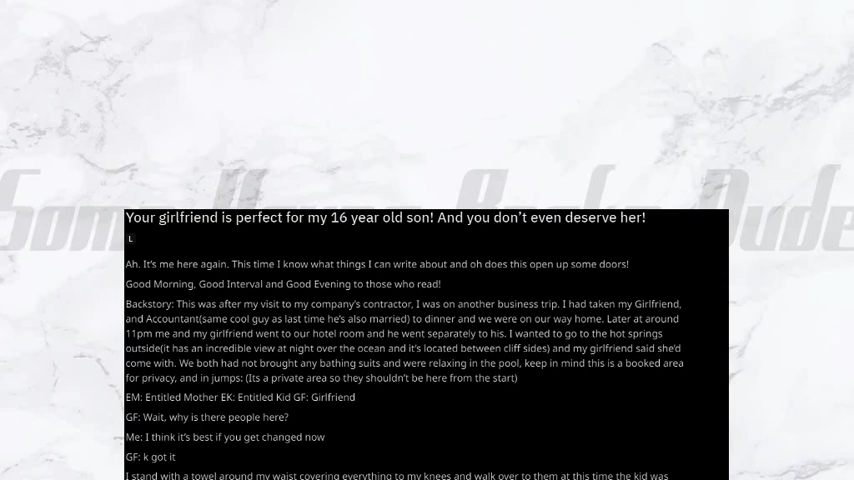 Your girlfriend is perfect for my 16 year old son! And you don't even deserve her!
L
Ah. It's me here again. This time I know what things I can write about and oh does this open up some doors!
Good Morning, Good Interval and Good Evening to those who read!
Backstory: This was after my visit to my company's contractor, I was on another business trip. I had taken my Girlfriend,
and Accountant(same cool guy as last time he's also married) to dinner and we were on our way home. Later at around
11pm me and my girlfriend went to our hotel room and he went separately to his. I wanted to go to the hot springs
outside(it has an incredible view at night over the ocean and it's located between cliff sides) and my girlfriend said she'd
come with. We both had not brought any bathing suits and were relaxing in the pool, keep in mind this is a booked area
for privacy, and in jumps: (Its a private area so they shouldn't be here from the start)
EM: Entitled Mother EK: Entitled Kid GF: Girlfriend
GF: Wait, why is there people here?
Me: I think it's best if you get changed now
GF: k got it
I stand with a towel around my waist covering everything to my knees and walk over to them at this time the kid was